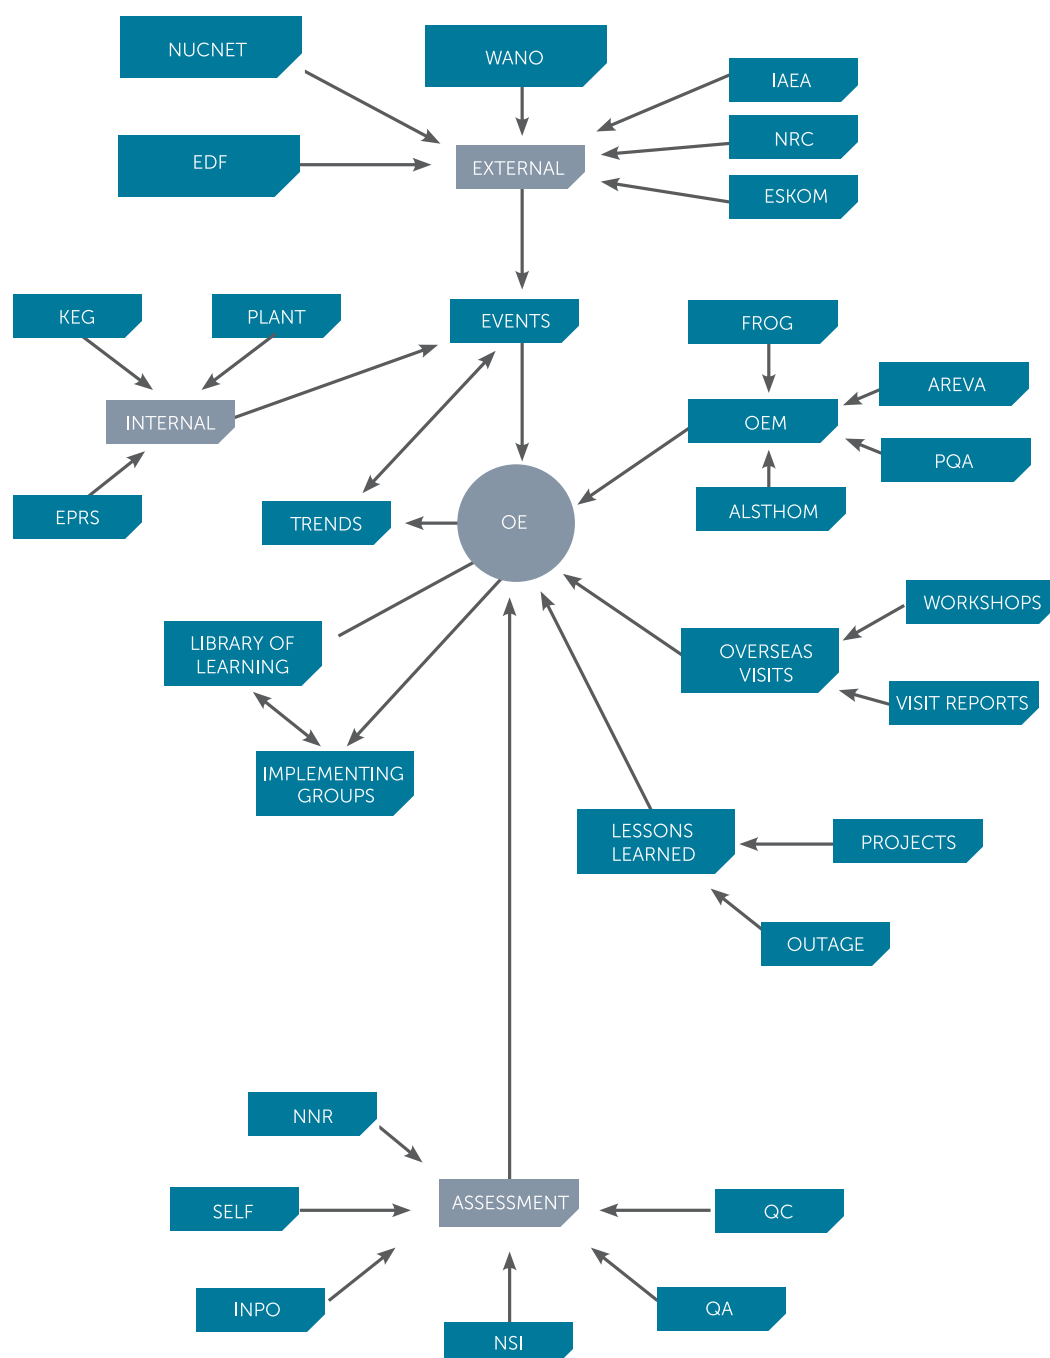 NUCNET
WANO
IAEA
NRC
EDF
EXTERNAL
ESKOM
KEG
PLANT
EVENTS
FROG
AREVA
INTERNAL
OEM
PQA
EPRS
TRENDS
OE
ALSTHOM
WORKSHOPS
LIBRARY OF
LEARNING
OVERSEAS
VISITS
VISIT REPORTS
IMPLEMENTING
GROUPS
LESSONS
LEARNED
PROJECTS
OUTAGE
NNR
ASSESSMENT
SELF
QC
INPO
QA
NSI